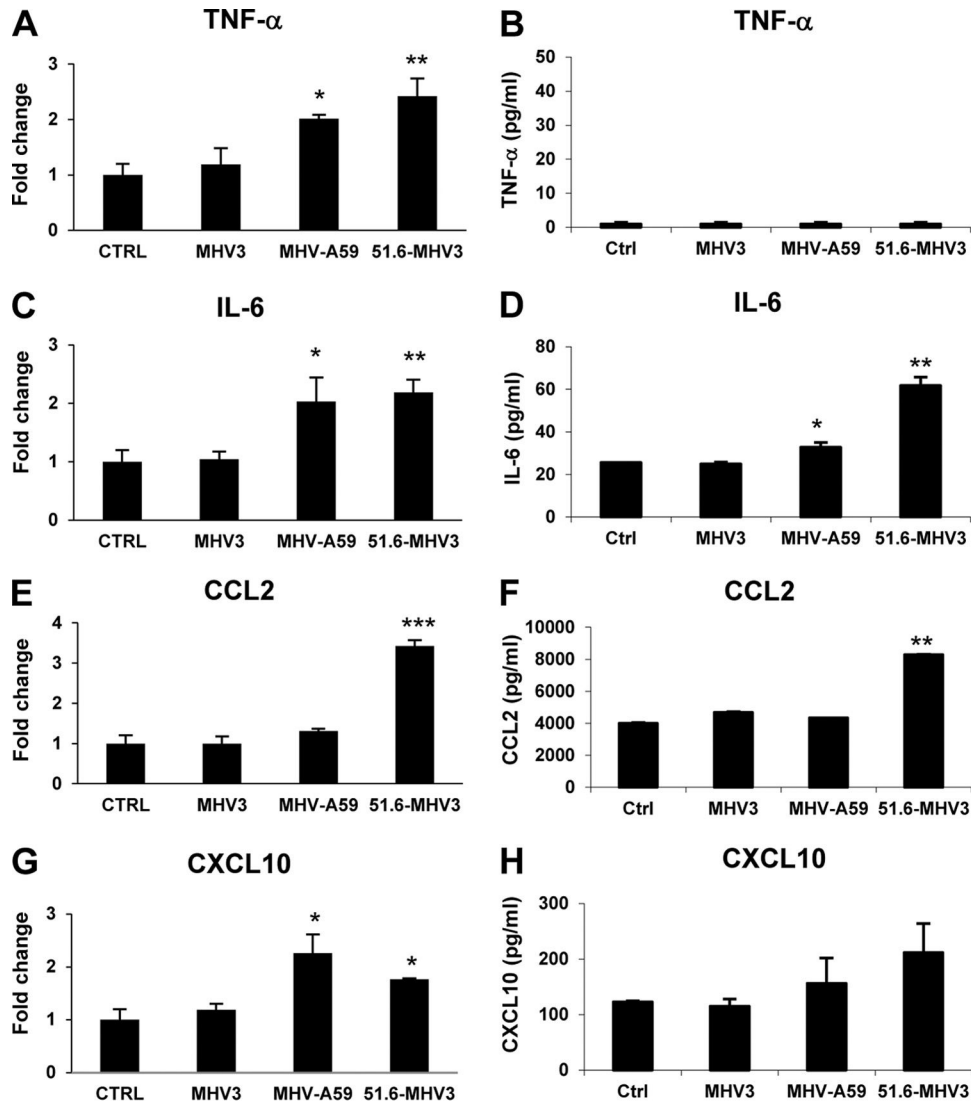 A
TNF-α
Fold change
3
2
1
0
*
**
CTRL
MHV3
MHV-A59
51.6-MHV3
B
TNF-α
TNF-α (pg/ml)
50
40
30
20
10
0
Ctrl
MHV3
MHV-A59
51.6-MHV3
C
IL-6
Fold change
3
2
1
0
*
**
CTRL
MHV3
MHV-A59
51.6-MHV3
D
IL-6
IL-6 (pg/ml)
80
60
40
20
0
*
**
Ctrl
MHV3
MHV-A59
51.6-MHV3
E
CCL2
Fold change
4
3
2
1
0
***
CTRL
MHV3
MHV-A59
51.6-MHV3
F
CCL2
CCL2 (pg/ml)
10000
8000
6000
4000
2000
0
**
Ctrl
MHV3
MHV-A59
51.6-MHV3
G
CXCL10
Fold change
3
2
1
0
*
*
CTRL
MHV3
MHV-A59
51.6-MHV3
H
CXCL10
CXCL10 (pg/ml)
300
200
100
0
Ctrl
MHV3
MHV-A59
51.6-MHV3